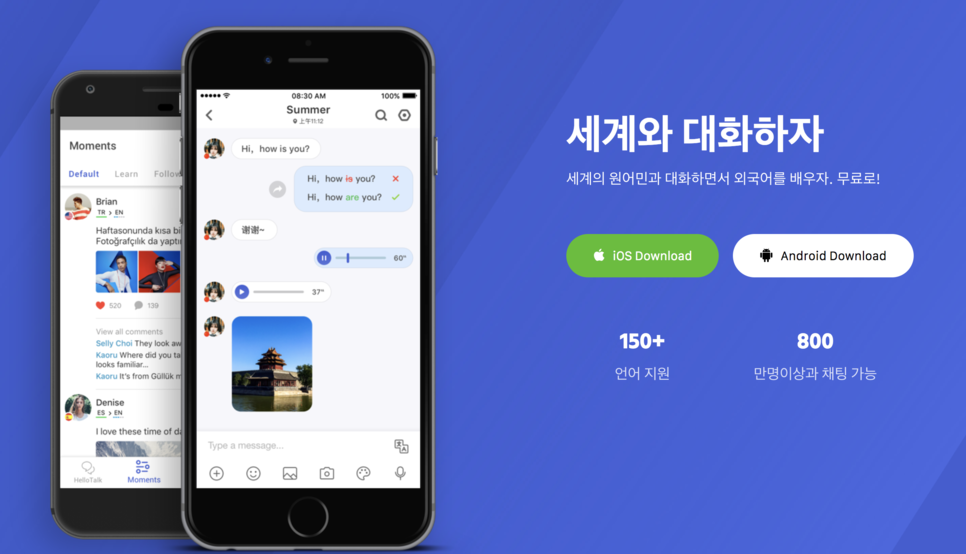 Moments
Default Learn
Brian
TR > EN
Haftasonunda kısa bi
Fotoğrafçılık da yaptı
520 139
View all comments
Selly Choi They look aw
Kaoru Where did you ta
looks familiar...
Kaoru It's from Güllük m
Denise
ES > EN
I love these time of da
HelloTalk
Moments
08:30 AM
100%
Summer
上午11:12
Hi, how is you?
Hi, how is you?
Hi, how are you?
谢谢~
60"
37"
Type a message...
세계와 대화하자
세계의 원어민과 대화하면서 외국어를 배우자. 무료로!
iOS Download
Android Download
150+
언어 지원
800
만명이상과 채팅 가능